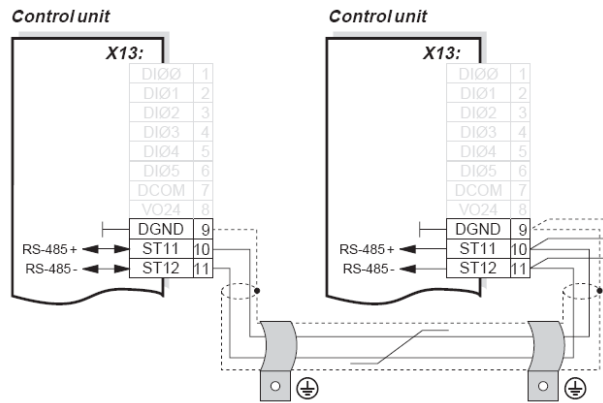 Control unit
X13:
DIØØ 1
DIØ1 2
DIØ2 3
DIØ3 4
DIØ4 5
DIØ5 6
DCOM 7
VO24 8
DGND 9
RS-485+ ST11 10
RS-485- ST12 11
Control unit
X13:
DIØØ 1
DIØ1 2
DIØ2 3
DIØ3 4
DIØ4 5
DIØ5 6
DCOM 7
VO24 8
DGND 9
RS-485+ ST11 10
RS-485- ST12 11